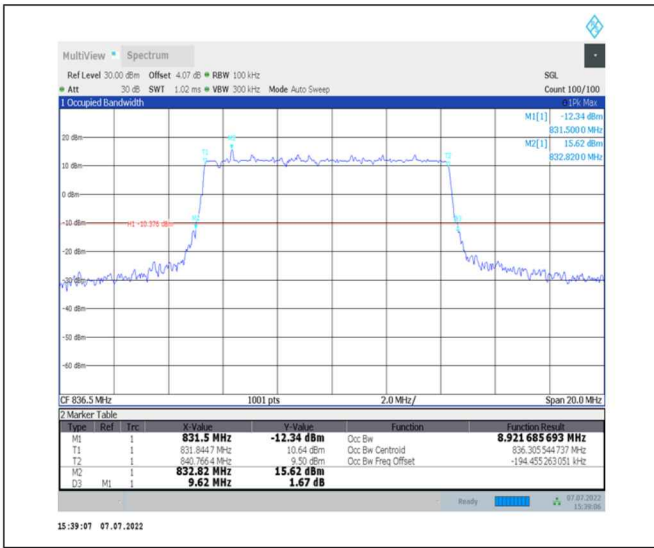 MultiView Spectrum
Ref Level 30.00 dBm Offset 4.07 dB RBW 100 kHz SGL
Att 30 dB SWT 1.02 ms VBW 300 kHz Mode Auto Sweep Count 100/100
1 Occupied Bandwidth 1Pk Max
M1[1] -12.34 dBm
831.5000 MHz
M2[1] 15.62 dBm
832.8200 MHz
20 dBm
10 dBm
0 dBm
-10 dBm
H1 -10.376 dBm
-20 dBm
-30 dBm
-40 dBm
-50 dBm
-60 dBm
CF 836.5 MHz 1001 pts 2.0 MHz/ Span 20.0 MHz
2 Marker Table
Type Ref Trc X-Value Y-Value Function Function Result
M1 1 831.5 MHz -12.34 dBm Occ Bw 8.921 685 693 MHz
T1 1 831.8447 MHz 10.64 dBm Occ Bw Centroid 836.305 544 737 MHz
T2 1 840.7664 MHz 9.50 dBm Occ Bw Freq Offset -194.455 263 051 kHz
M2 1 832.82 MHz 15.62 dBm
D3 M1 1 9.62 MHz 1.67 dB
Ready 07.07.2022
15:39:06
15:39:07 07.07.2022